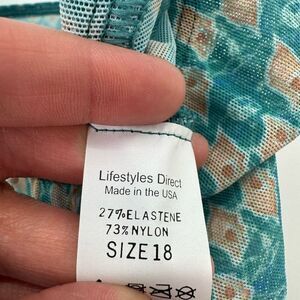 Lifestyles Direct
Made in the USA
27%ELASTENE
73%NYLON
SIZE 18